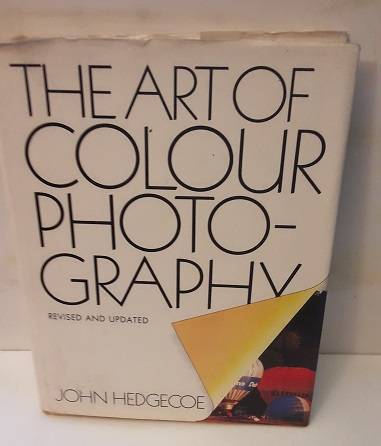 THE ART OF
COLOUR
PHOTO-
GRAPHY
REVISED AND UPDATED
JOHN HEDGECOE